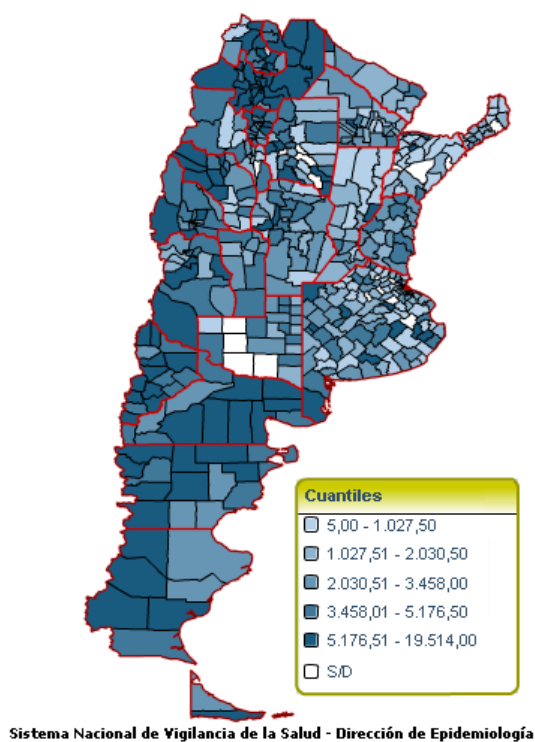 Cuantiles
5,00 - 1.027,50
1.027,51 - 2.030,50
2.030,51 - 3.458,00
3.458,01 - 5.176,50
5.176,51 - 19.514,00
S/D
Sistema Nacional de Vigilancia de la Salud - Dirección de Epidemiología